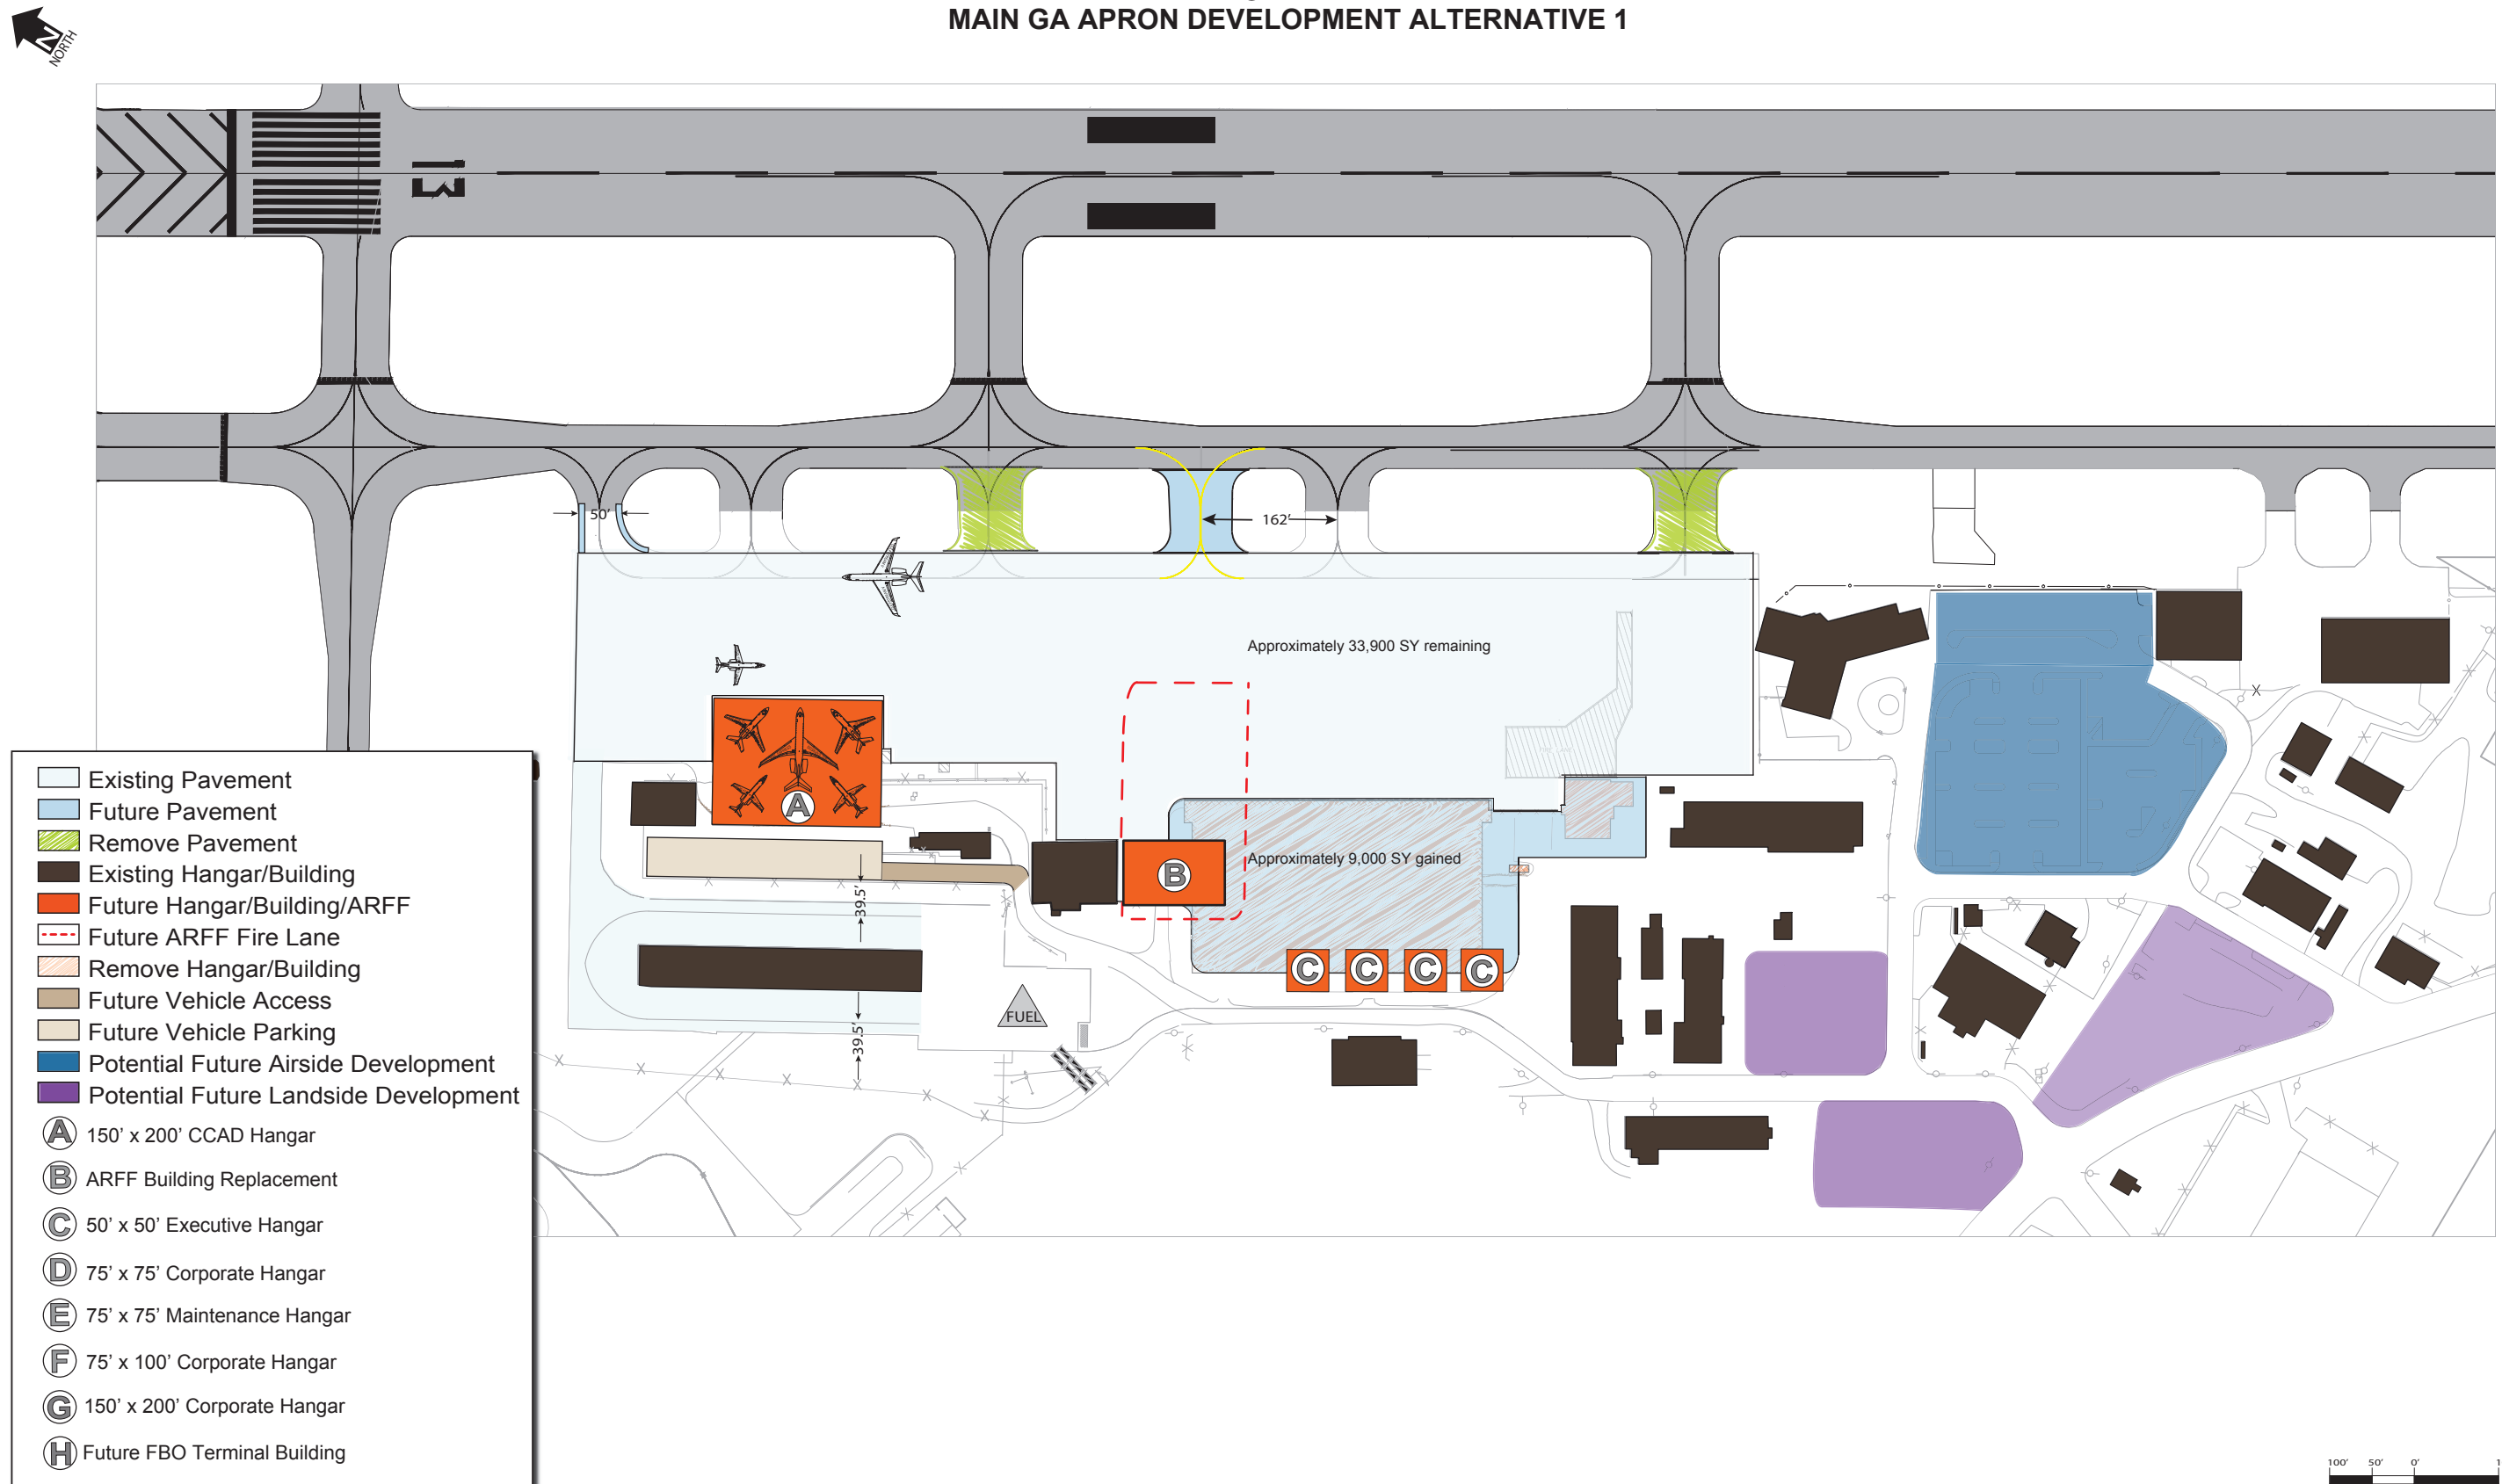 MAIN GA APRON DEVELOPMENT ALTERNATIVE 1
N
NORTH
13
50’
162’
Approximately 33,900 SY remaining
A
B
Approximately 9,000 SY gained
39.5’
C C C C
FUEL
39.5’
Existing Pavement
Future Pavement
Remove Pavement
Existing Hangar/Building
Future Hangar/Building/ARFF
Future ARFF Fire Lane
Remove Hangar/Building
Future Vehicle Access
Future Vehicle Parking
Potential Future Airside Development
Potential Future Landside Development
A 150’ x 200’ CCAD Hangar
B ARFF Building Replacement
C 50’ x 50’ Executive Hangar
D 75’ x 75’ Corporate Hangar
E 75’ x 75’ Maintenance Hangar
F 75’ x 100’ Corporate Hangar
G 150’ x 200’ Corporate Hangar
H Future FBO Terminal Building
100’ 50’ 0’